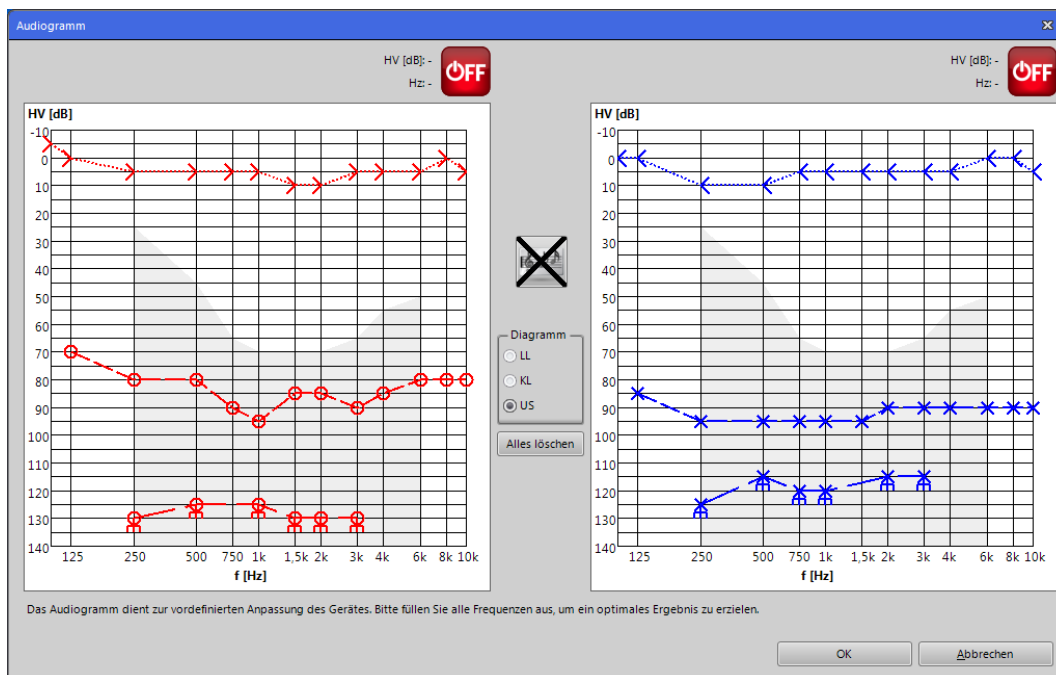 Audiogramm
HV [dB]: -
OFF
Hz: -
HV [dB]
-10
0
10
20
30
40
50
60
70
80
90
100
110
120
130
140
125 250 500 750 1k 1,5k 2k 3k 4k 6k 8k 10k
f [Hz]
Diagramm
LL
KL
US
Alles löschen
HV [dB]: -
OFF
Hz: -
HV [dB]
-10
0
10
20
30
40
50
60
70
80
90
100
110
120
130
140
125 250 500 750 1k 1,5k 2k 3k 4k 6k 8k 10k
f [Hz]
Das Audiogramm dient zur vordefinierten Anpassung des Gerätes. Bitte füllen Sie alle Frequenzen aus, um ein optimales Ergebnis zu erzielen.
OK
Abbrechen